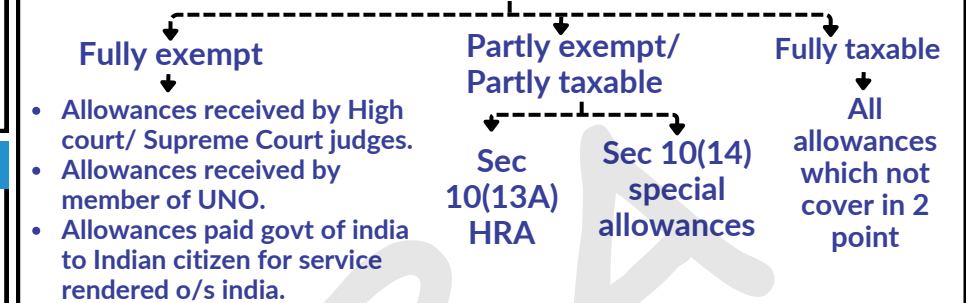 Fully exempt
• Allowances received by High
court/ Supreme Court judges.
• Allowances received by
member of UNO.
• Allowances paid govt of india
to Indian citizen for service
rendered o/s india.
Partly exempt/
Partly taxable
Sec
10(13A)
HRA
Sec 10(14)
special
allowances
Fully taxable
All
allowances
which not
cover in 2
point